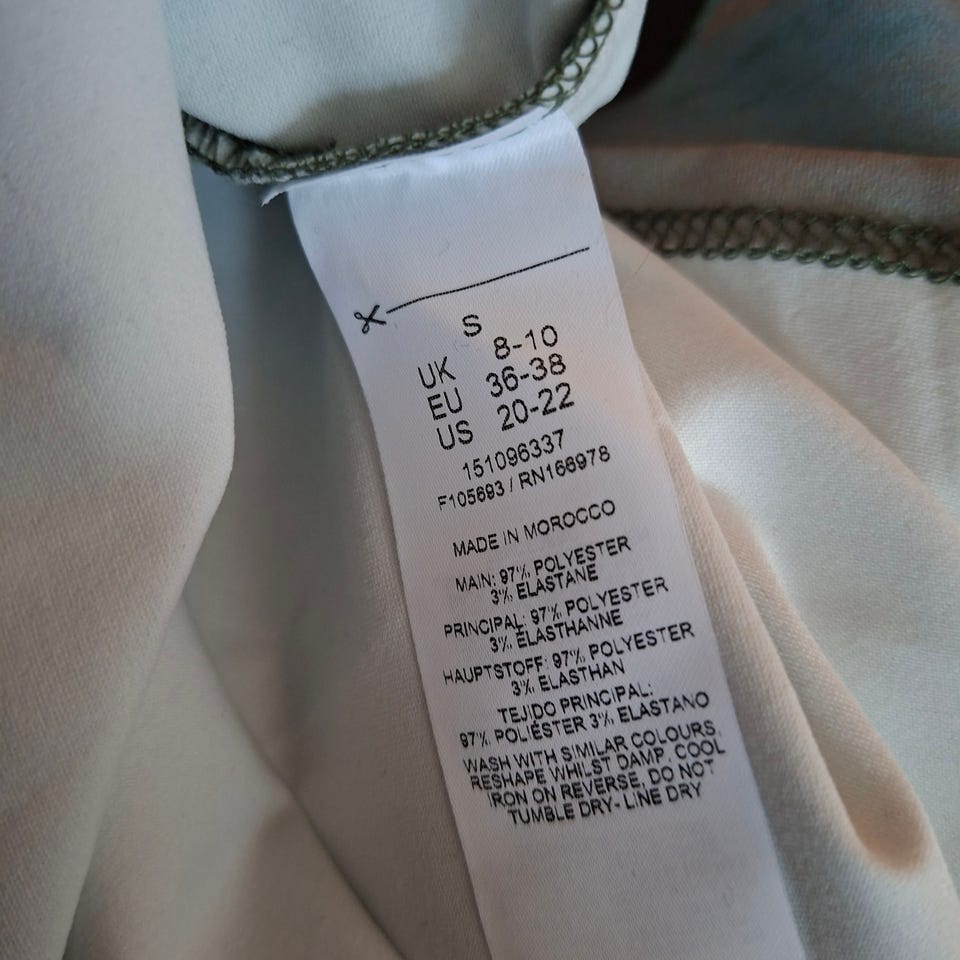 S
UK 8-10
EU 36-38
US 20-22
151096337
F105693 / RN166978
MADE IN MOROCCO
MAIN: 97% POLYESTER
3% ELASTANE
PRINCIPAL: 97% POLYESTER
3% ÉLASTHANNE
HAUPTSTOFF: 97% POLYESTER
3% ELASTHAN
TEJIDO PRINCIPAL:
97% POLIÉSTER 3% ELASTANO
WASH WITH SIMILAR COLOURS,
RESHAPE WHILST DAMP. COOL
IRON ON REVERSE, DO NOT
TUMBLE DRY- LINE DRY